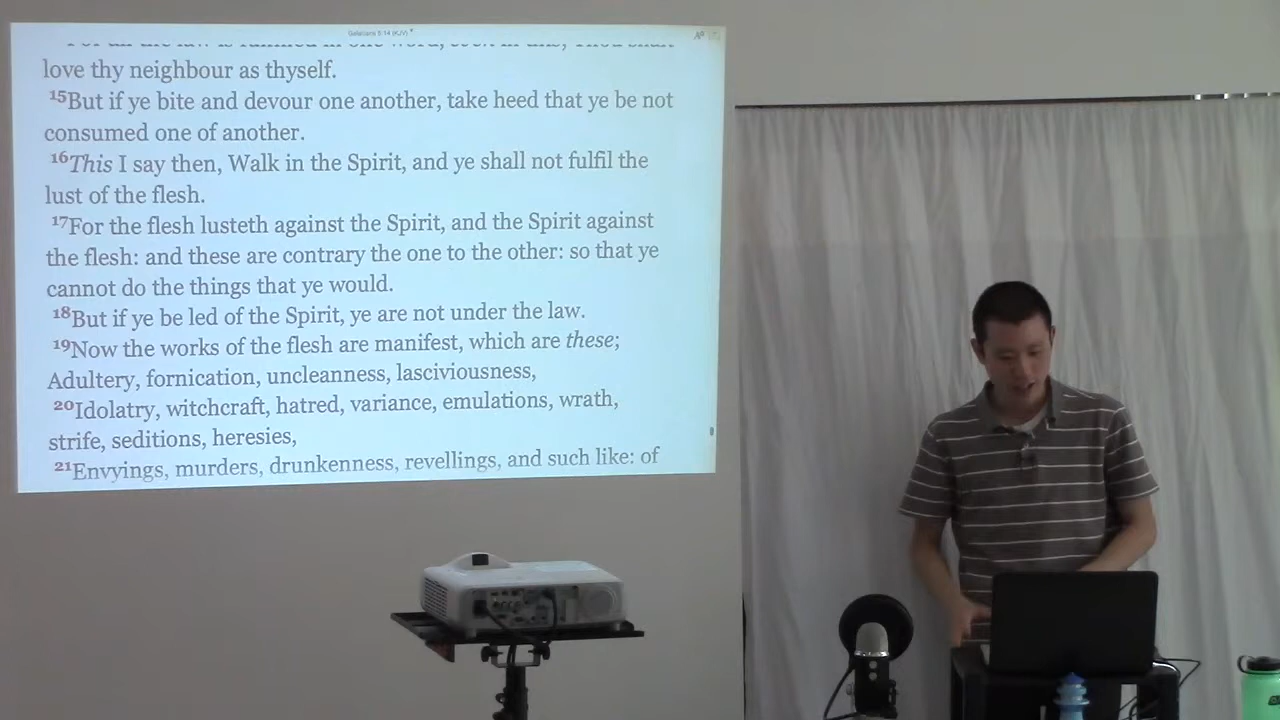 Galatians 5:14 (KJV)
love thy neighbour as thyself.
15But if ye bite and devour one another, take heed that ye be not
consumed one of another.
16This I say then, Walk in the Spirit, and ye shall not fulfil the
lust of the flesh.
17For the flesh lusteth against the Spirit, and the Spirit against
the flesh: and these are contrary the one to the other: so that ye
cannot do the things that ye would.
18But if ye be led of the Spirit, ye are not under the law.
19Now the works of the flesh are manifest, which are these;
Adultery, fornication, uncleanness, lasciviousness,
20Idolatry, witchcraft, hatred, variance, emulations, wrath,
strife, seditions, heresies,
21Envyings, murders, drunkenness, revellings, and such like: of